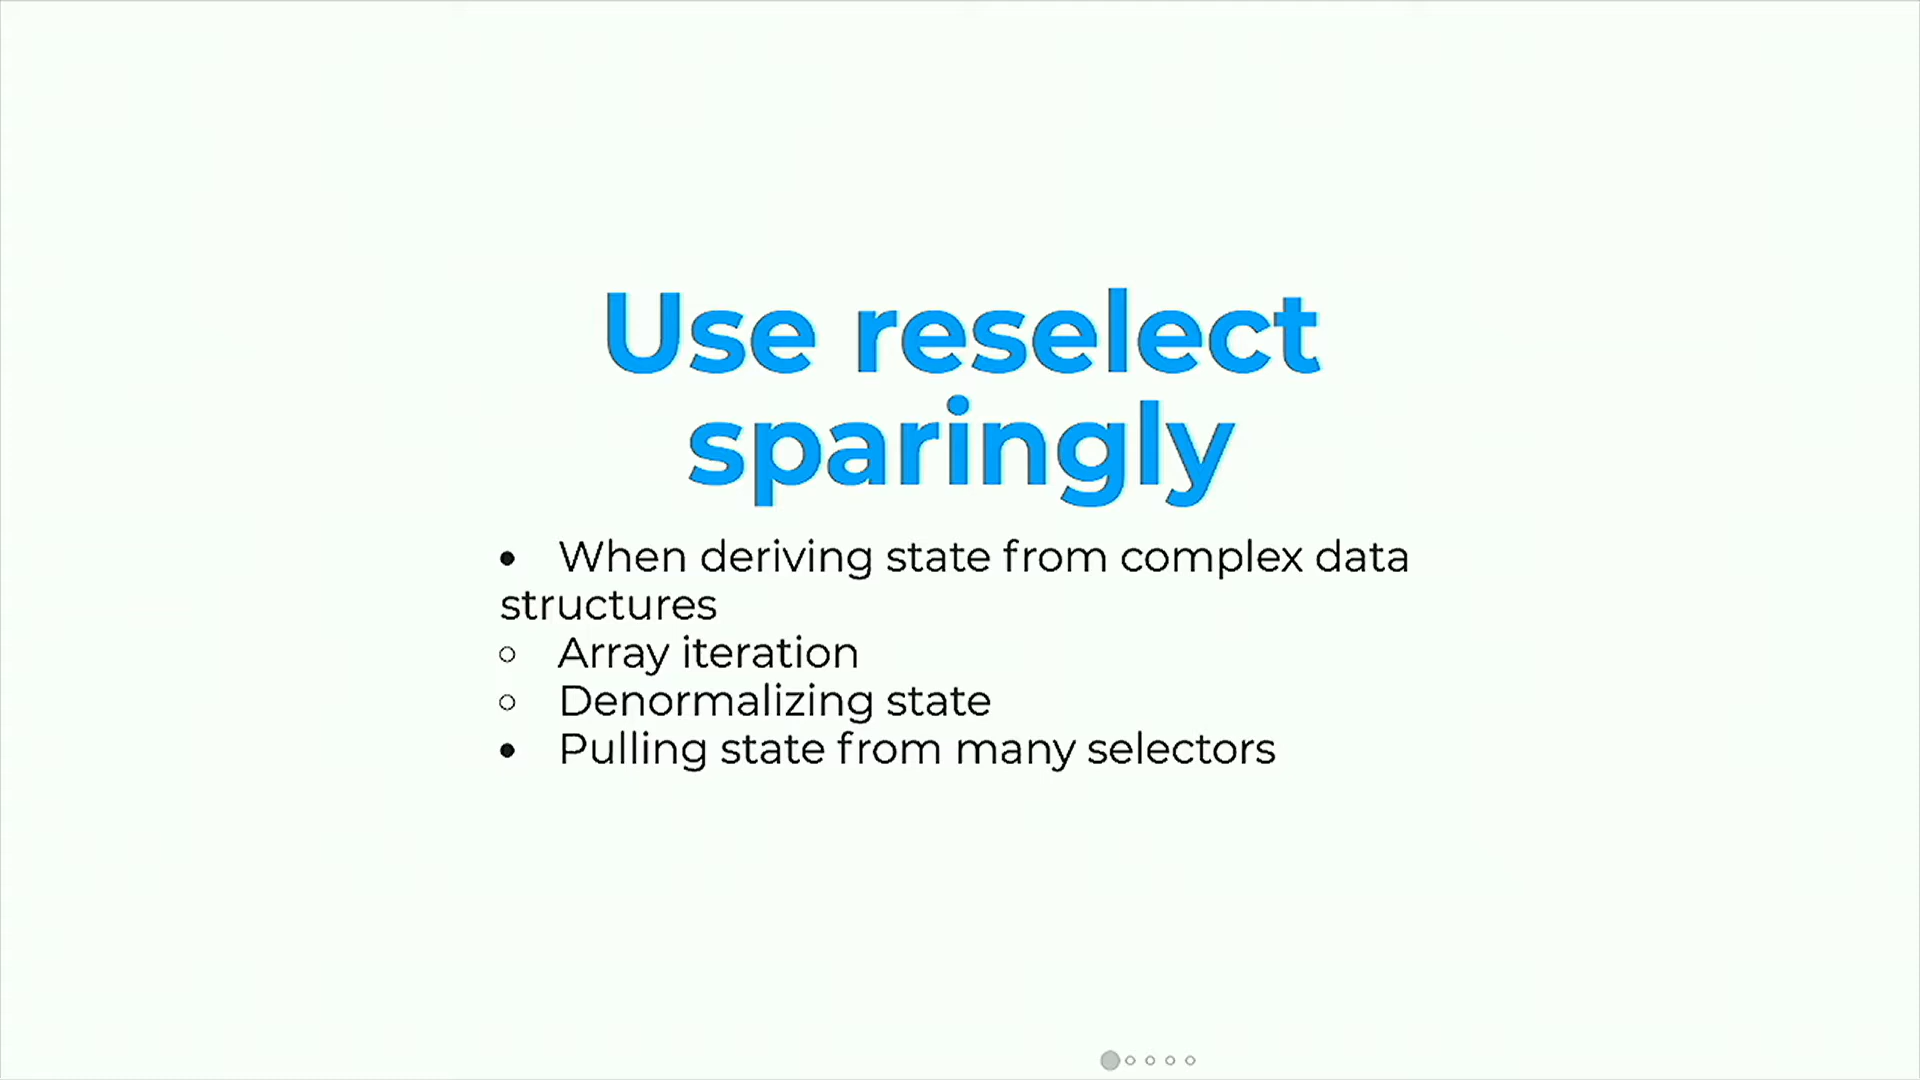 Use reselect
sparingly
• When deriving state from complex data
structures
○ Array iteration
○ Denormalizing state
• Pulling state from many selectors